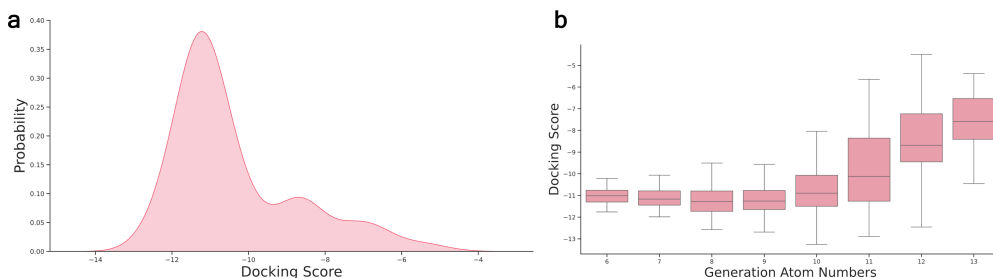 a
0.40
0.35
0.30
0.25
0.20
0.15
0.10
0.05
0.00
Probability
−14 −12 −10 −8 −6 −4
Docking Score
b
−5
−6
−7
−8
−9
−10
−11
−12
−13
Docking Score
6 7 8 9 10 11 12 13
Generation Atom Numbers